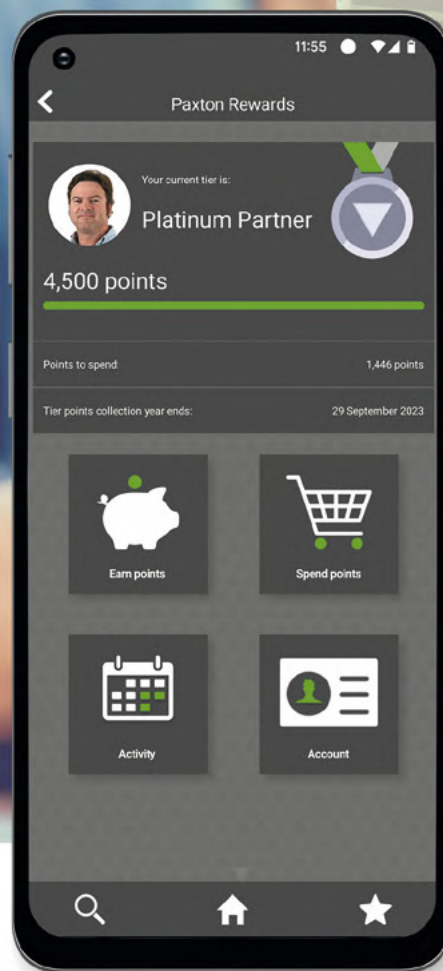 11:55
Paxton Rewards
Your current tier is:
Platinum Partner
4,500 points
Points to spend: 1,446 points
Tier points collection year ends: 29 September 2023
Earn points Spend points
Activity Account